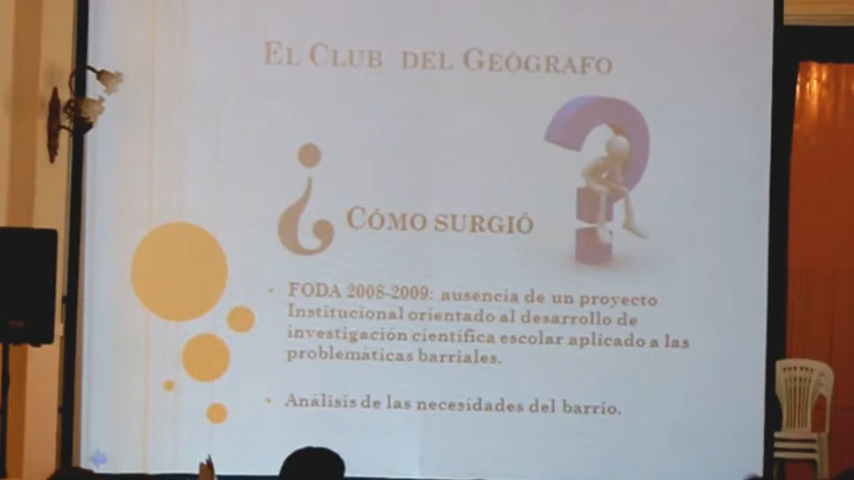 EL CLUB DEL GEÓGRAFO
¿ CÓMO SURGIÓ ?
FODA 2008-2009: ausencia de un proyecto
Institucional orientado al desarrollo de
investigación científica escolar aplicado a las
problemáticas barriales.
Análisis de las necesidades del barrio.